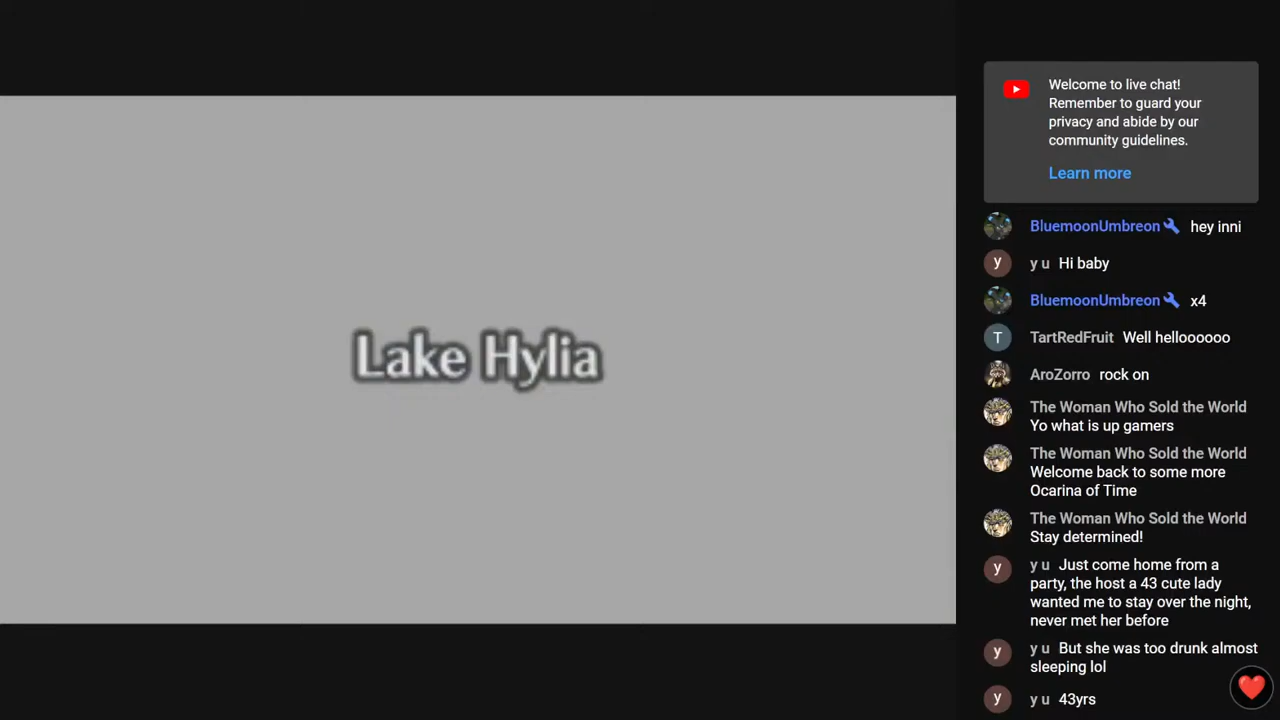 Lake Hylia
Welcome to live chat!
Remember to guard your
privacy and abide by our
community guidelines.
Learn more
BluemoonUmbreon hey inni
y
y u Hi baby
BluemoonUmbreon x4
T
TartRedFruit Well helloooooo
AroZorro rock on
The Woman Who Sold the World
Yo what is up gamers
The Woman Who Sold the World
Welcome back to some more
Ocarina of Time
The Woman Who Sold the World
Stay determined!
y
y u Just come home from a
party, the host a 43 cute lady
wanted me to stay over the night,
never met her before
y
y u But she was too drunk almost
sleeping lol
y
y u 43yrs